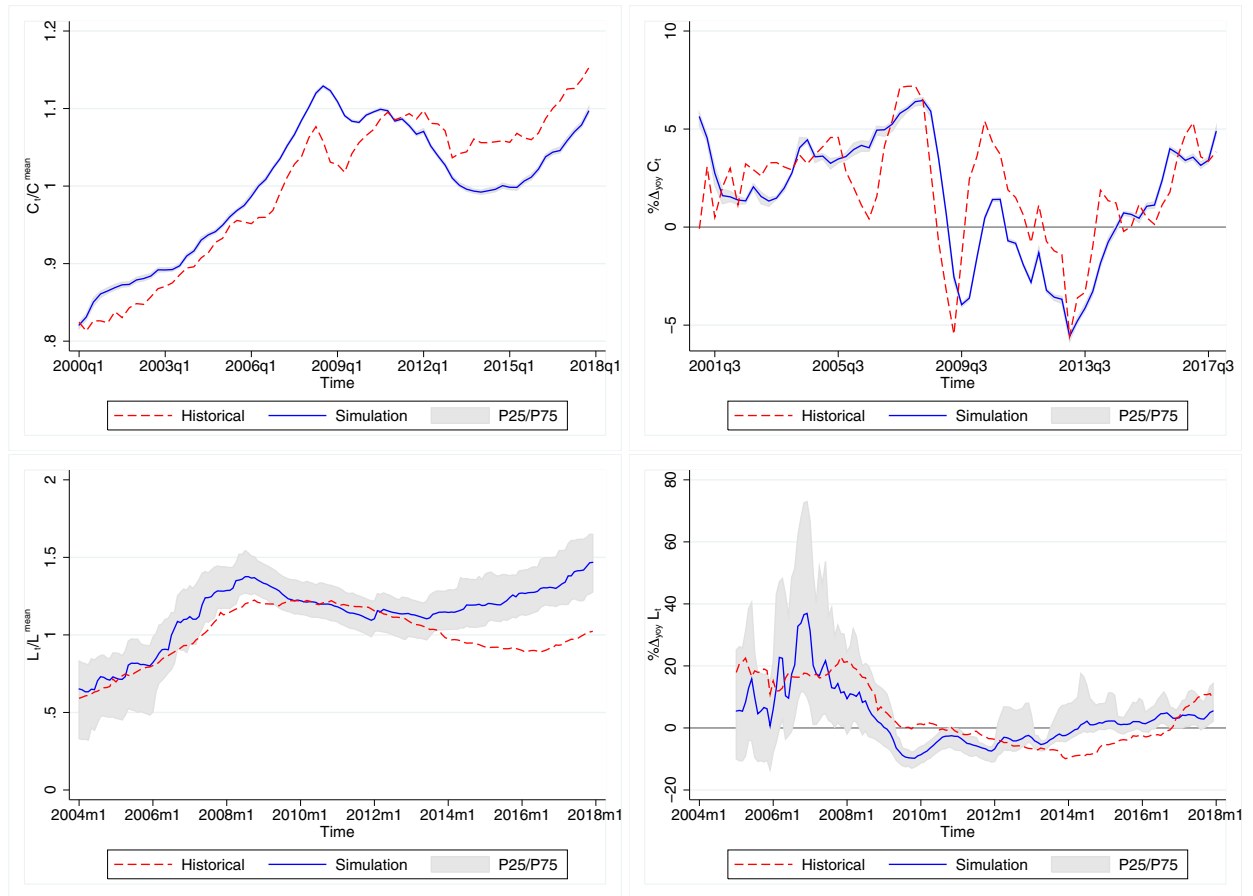 C_t/C^mean
1.2
1.1
1
.9
.8
2000q1 2003q1 2006q1 2009q1 2012q1 2015q1 2018q1
Time
Historical Simulation P25/P75
%Δ_yoy C_t
10
5
0
-5
2001q3 2005q3 2009q3 2013q3 2017q3
Time
Historical Simulation P25/P75
L_t/L^mean
2
1.5
1
.5
0
2004m1 2006m1 2008m1 2010m1 2012m1 2014m1 2016m1 2018m1
Time
Historical Simulation P25/P75
%Δ_yoy L_t
80
60
40
20
0
-20
2004m1 2006m1 2008m1 2010m1 2012m1 2014m1 2016m1 2018m1
Time
Historical Simulation P25/P75